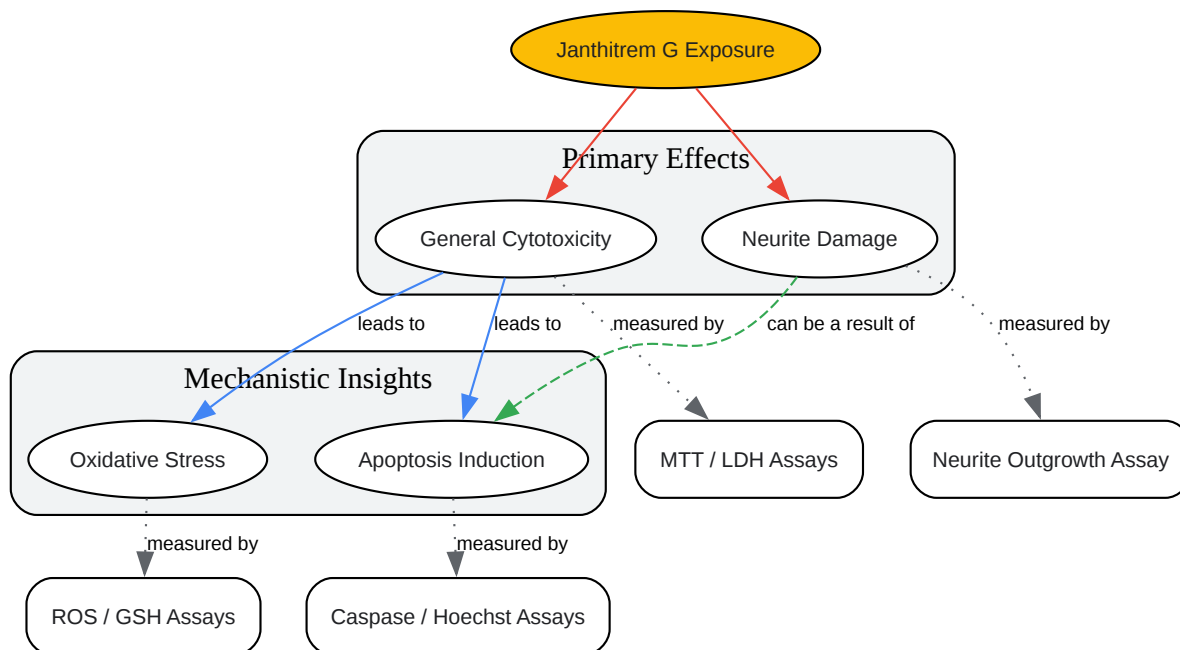 Janthitrem G Exposure
Primary Effects
General Cytotoxicity
Neurite Damage
leads to
leads to
measured by
can be a result of
measured by
Mechanistic Insights
Oxidative Stress
Apoptosis Induction
MTT / LDH Assays
Neurite Outgrowth Assay
measured by
measured by
ROS / GSH Assays
Caspase / Hoechst Assays